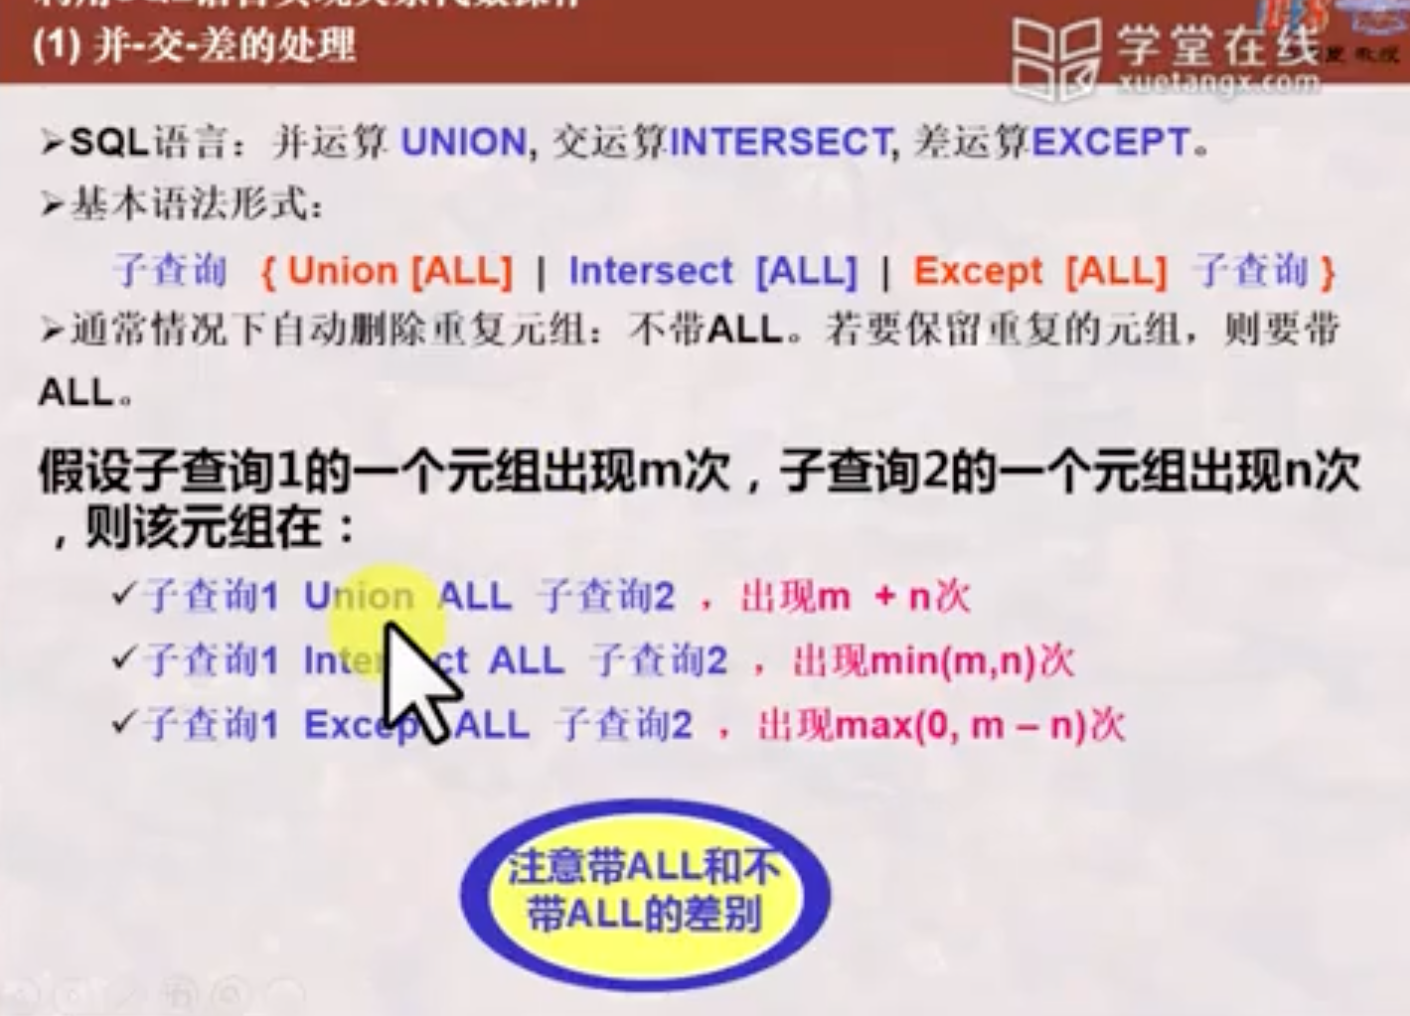 (1) 并-交-差的处理
学堂在线
xuetangx.com
教授
➢SQL语言：并运算 UNION, 交运算INTERSECT, 差运算EXCEPT。
➢基本语法形式：
子查询 { Union [ALL] | Intersect [ALL] | Except [ALL] 子查询 }
➢通常情况下自动删除重复元组：不带ALL。若要保留重复的元组，则要带
ALL。
假设子查询1的一个元组出现m次，子查询2的一个元组出现n次
，则该元组在：
✓子查询1 Union ALL 子查询2 ，出现m + n次
✓子查询1 Intersect ALL 子查询2 ，出现min(m,n)次
✓子查询1 Except ALL 子查询2 ，出现max(0, m – n)次
注意带ALL和不
带ALL的差别